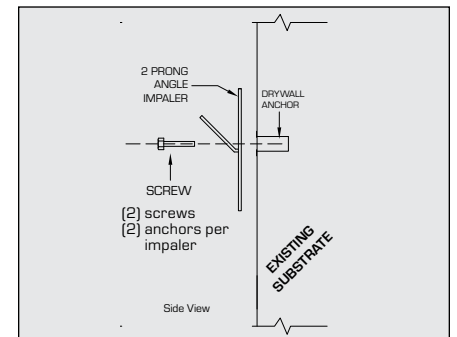 2 PRONG
ANGLE
IMPALER
DRYWALL
ANCHOR
SCREW
(2) screws
(2) anchors per
impaler
EXISTING
SUBSTRATE
Side View